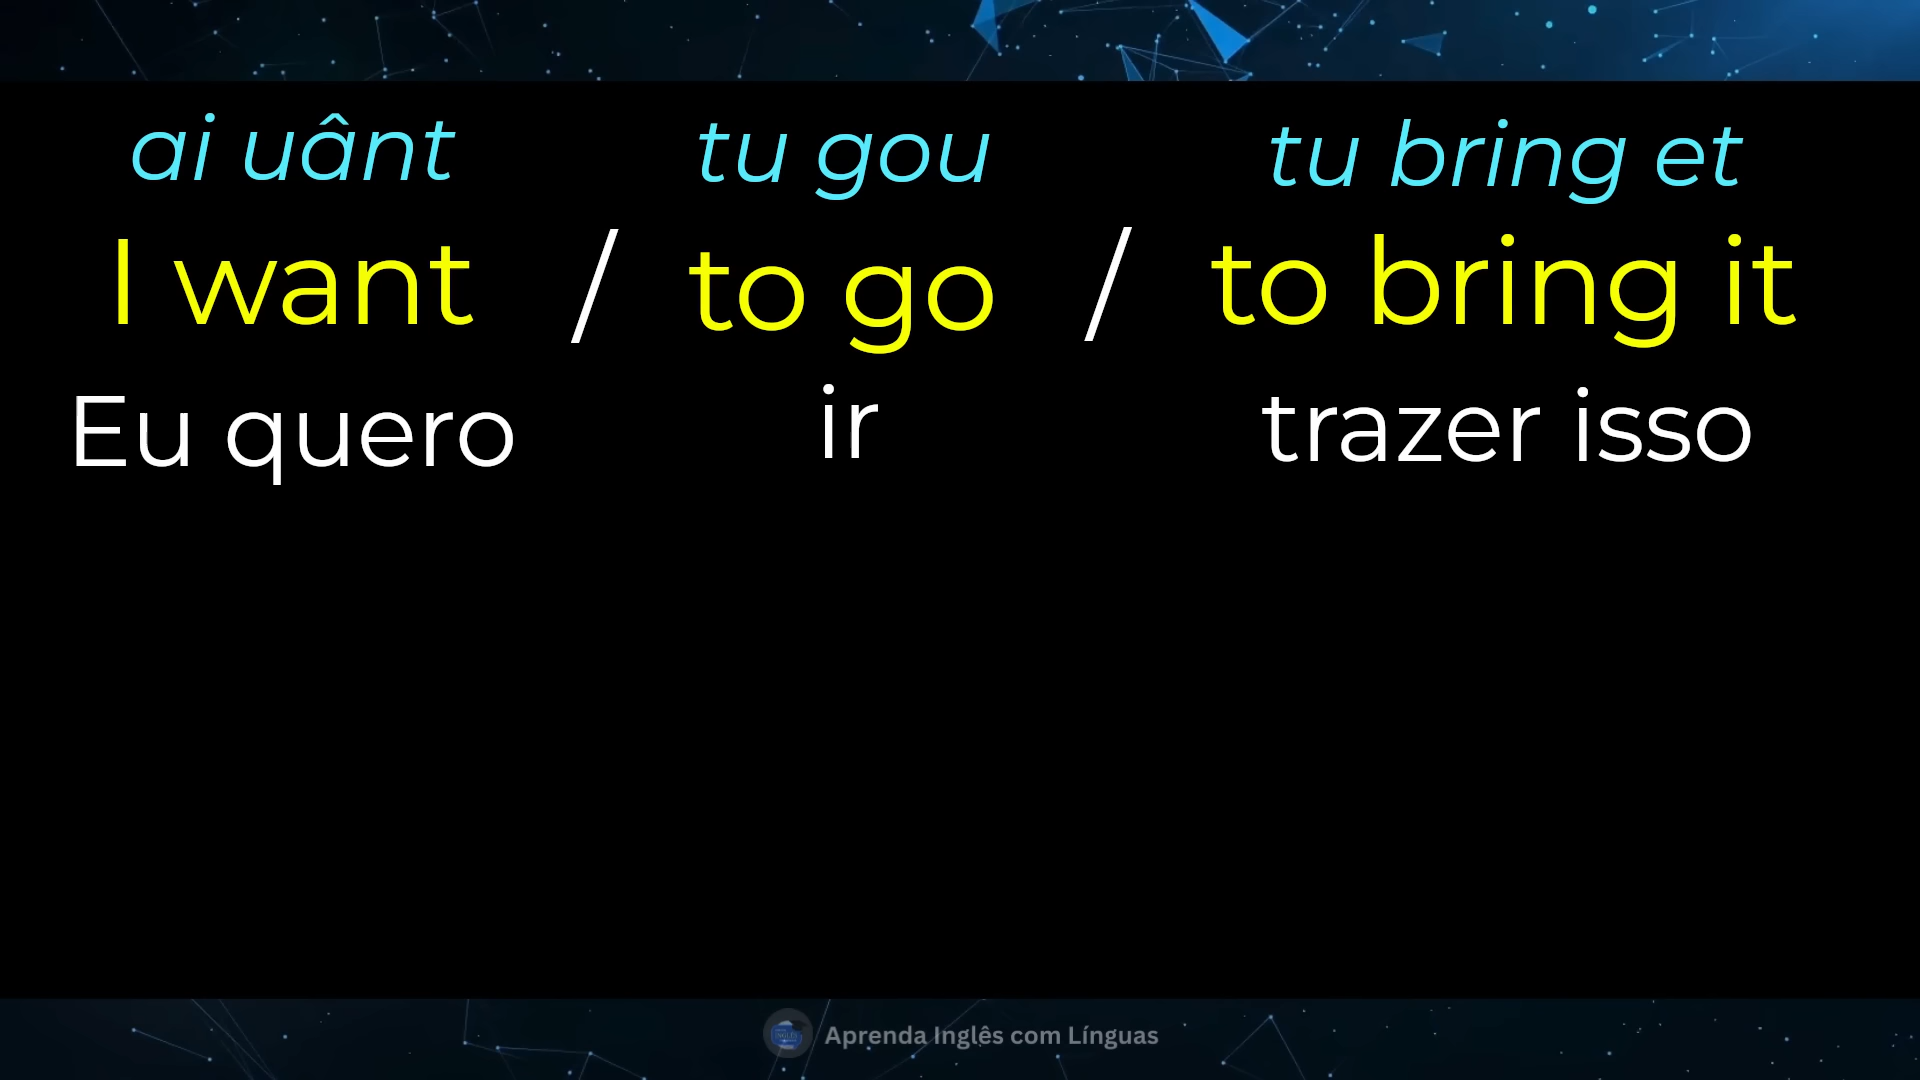 ai uânt tu gou tu bring et
I want / to go / to bring it
Eu quero ir trazer isso
Aprenda Inglês com Línguas